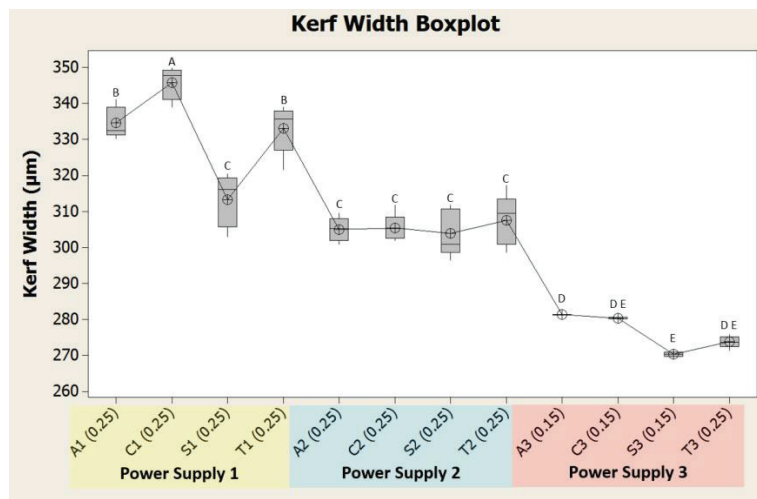 Kerf Width Boxplot
Kerf Width (µm)
350
340
330
320
310
300
290
280
270
260
B
A
C
B
C
C
C
C
D
D E
E
D E
A1 (0.25)
C1 (0.25)
S1 (0.25)
T1 (0.25)
A2 (0.25)
C2 (0.25)
S2 (0.25)
T2 (0.25)
A3 (0.15)
C3 (0.15)
S3 (0.15)
T3 (0.25)
Power Supply 1
Power Supply 2
Power Supply 3